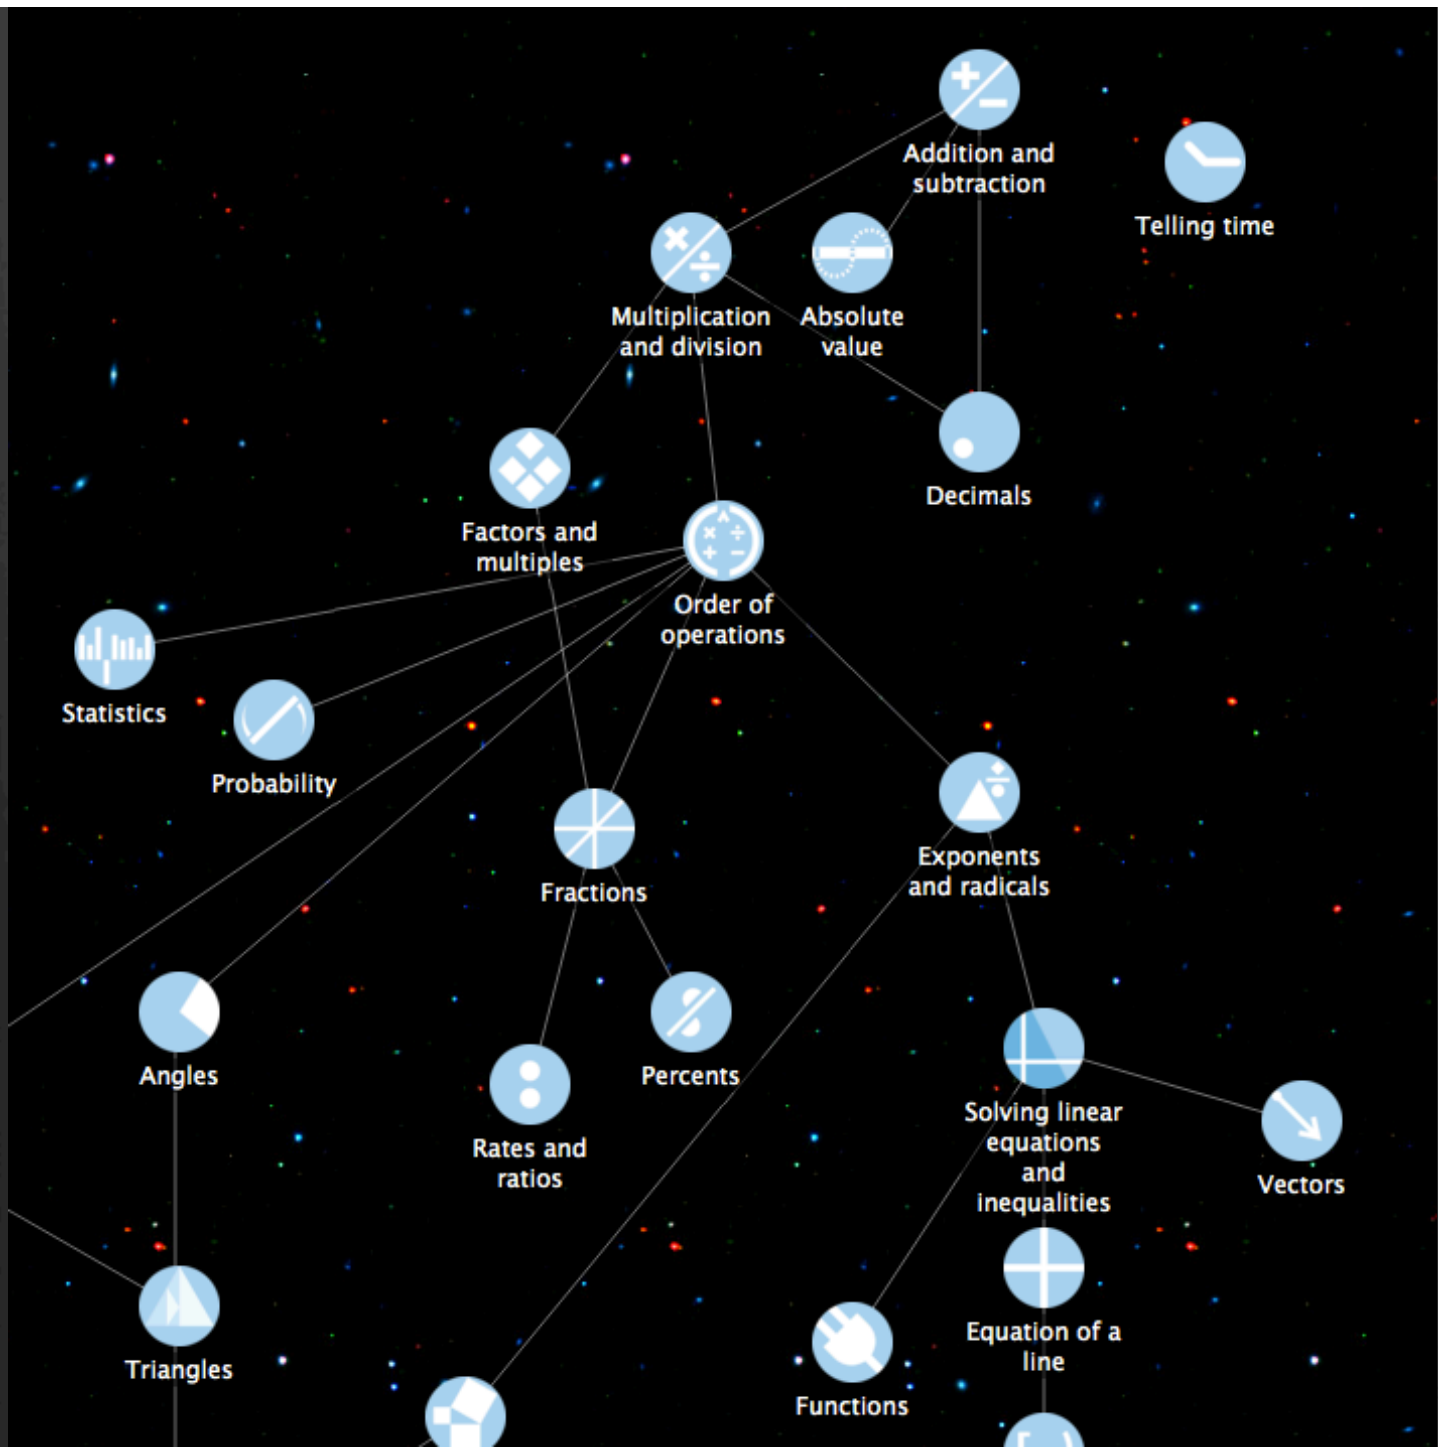 Addition and
subtraction
Telling time
Multiplication
and division
Absolute
value
Decimals
Factors and
multiples
Order of
operations
Statistics
Probability
Exponents
and radicals
Fractions
Angles
Percents
Rates and
ratios
Solving linear
equations
and
inequalities
Vectors
Equation of a
line
Triangles
Functions